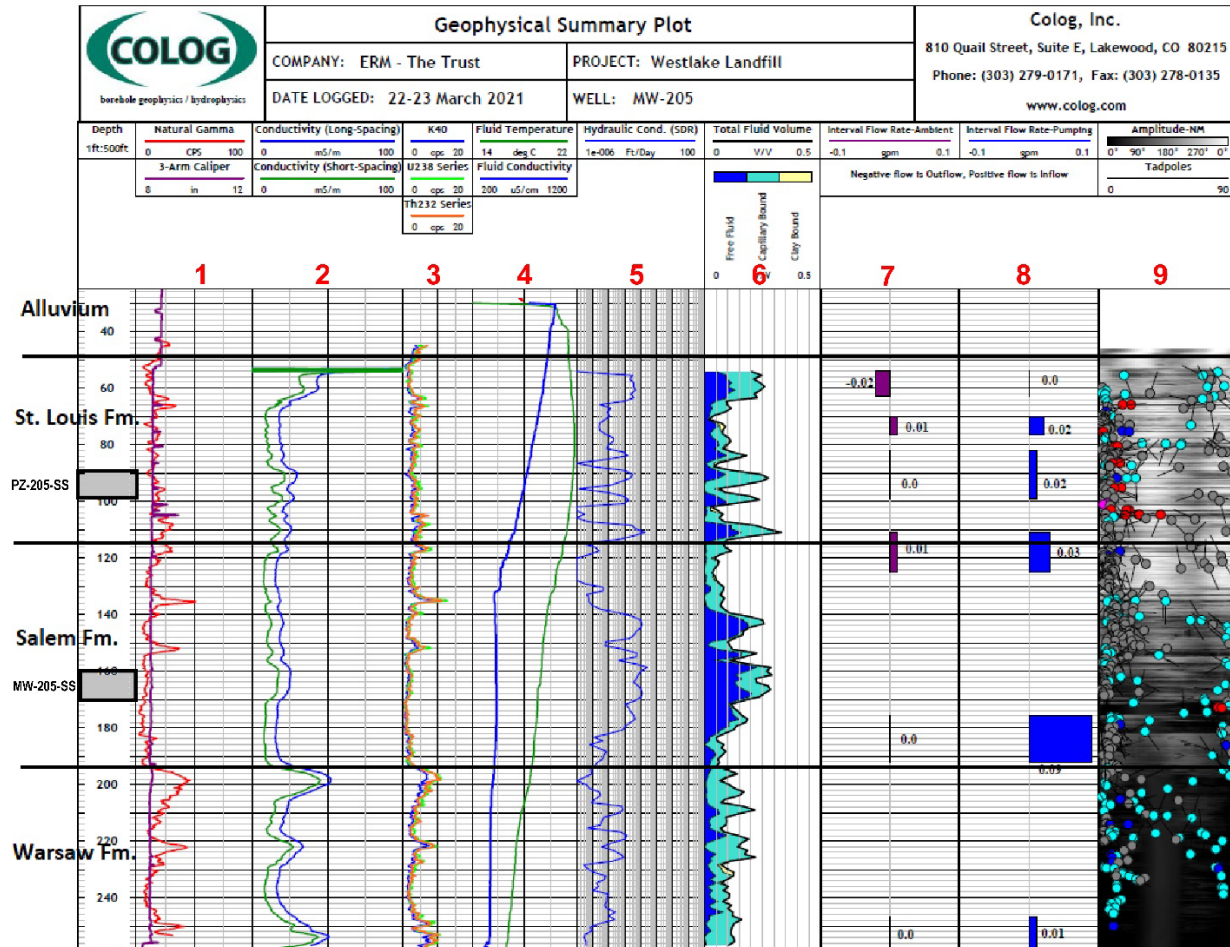 COLOG
borehole geophysics / hydrophysics
Geophysical Summary Plot
COMPANY: ERM - The Trust
PROJECT: Westlake Landfill
DATE LOGGED: 22-23 March 2021
WELL: MW-205
Colog, Inc.
810 Quail Street, Suite E, Lakewood, CO 80215
Phone: (303) 279-0171, Fax: (303) 278-0135
www.colog.com
Depth
1ft:500ft
Natural Gamma
0 CPS 100
3-Arm Caliper
8 in 12
Conductivity (Long-Spacing)
0 mS/m 100
Conductivity (Short-Spacing)
0 mS/m 100
K40
0 cps 20
U238 Series
0 cps 20
Th232 Series
0 cps 20
Fluid Temperature
14 deg C 22
Fluid Conductivity
200 uS/cm 1200
Hydraulic Cond. (SDR)
1e-006 Ft/Day 100
Total Fluid Volume
0 V/V 0.5
Free Fluid
Capillary Bound
Clay Bound
0 0.5
Interval Flow Rate-Ambient
-0.1 gpm 0.1
Interval Flow Rate-Pumping
-0.1 gpm 0.1
Negative flow is Outflow, Positive flow is Inflow
Amplitude-NM
0° 90° 180° 270° 0°
Tadpoles
0 90
1 2 3 4 5 6 7 8 9
Alluvium
40
60
-0.02 0.0
St. Louis Fm.
0.01 0.02
80
PZ-205-SS
0.0 0.02
100
120
0.01 0.03
140
Salem Fm.
160
MW-205-SS
180
0.0
0.09
200
220
Warsaw Fm.
240
0.0 0.01